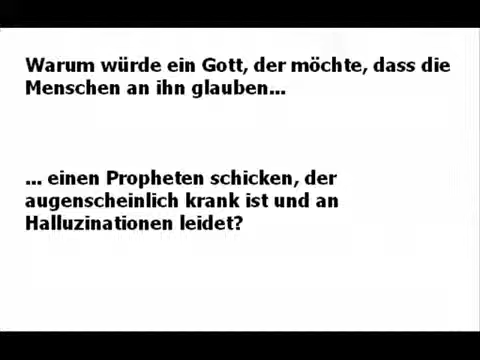 Warum würde ein Gott, der möchte, dass die
Menschen an ihn glauben...
... einen Propheten schicken, der
augenscheinlich krank ist und an
Halluzinationen leidet?